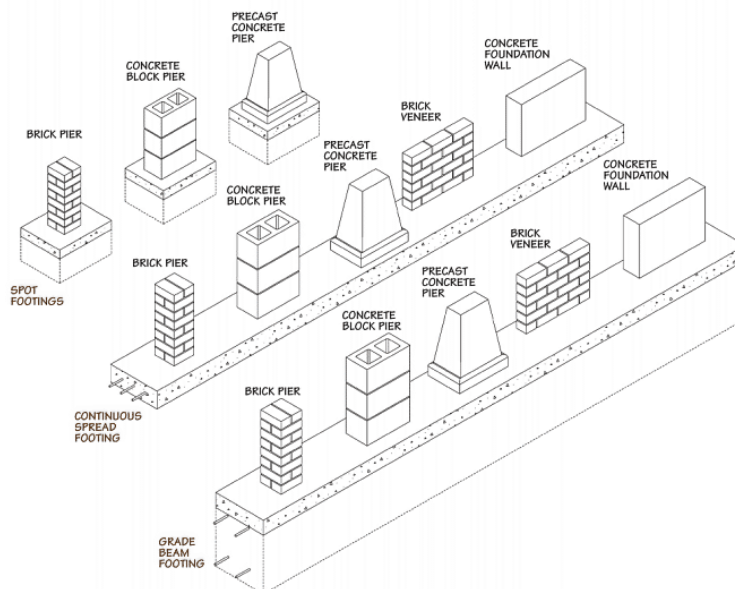 PRECAST
CONCRETE
PIER
CONCRETE
BLOCK PIER
BRICK PIER
SPOT
FOOTINGS
CONCRETE
FOUNDATION
WALL
BRICK
VENEER
PRECAST
CONCRETE
PIER
CONCRETE
BLOCK PIER
BRICK PIER
CONTINUOUS
SPREAD
FOOTING
CONCRETE
FOUNDATION
WALL
BRICK
VENEER
PRECAST
CONCRETE
PIER
CONCRETE
BLOCK PIER
BRICK PIER
GRADE
BEAM
FOOTING